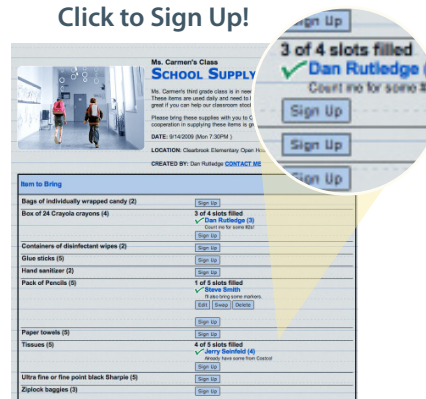 Click to Sign Up!
Ms. Carmen's Class
SCHOOL SUPPLY
Ms. Carmen's third grade class is in nee
These items are used daily and need to
great if you can help our classroom stoc
Please bring these supplies with you to C
cooperation in supplying these items is gr
DATE: 9/14/2009 (Mon 7:30PM )
LOCATION: Clearbrook Elementary Open Ho
CREATED BY: Dan Rutledge CONTACT ME
Sign Up
3 of 4 slots filled
Dan Rutledge (
Count me for some #2
Sign Up
Sign Up
Sign Up
Item to Bring
Bags of individually wrapped candy (2) Sign Up
Box of 24 Crayola crayons (4) 3 of 4 slots filled
Dan Rutledge (3)
Count me for some #2s!
Sign Up
Containers of disinfectant wipes (2) Sign Up
Glue sticks (5) Sign Up
Hand sanitizer (2) Sign Up
Pack of Pencils (5) 1 of 5 slots filled
Steve Smith
I'll also bring some markers.
Edit Swap Delete
Sign Up
Paper towels (5) Sign Up
Tissues (5) 4 of 5 slots filled
Jerry Seinfeld (4)
Already have some from Costco!
Sign Up
Ultra fine or fine point black Sharpie (5) Sign Up
Ziplock baggies (3) Sign Up